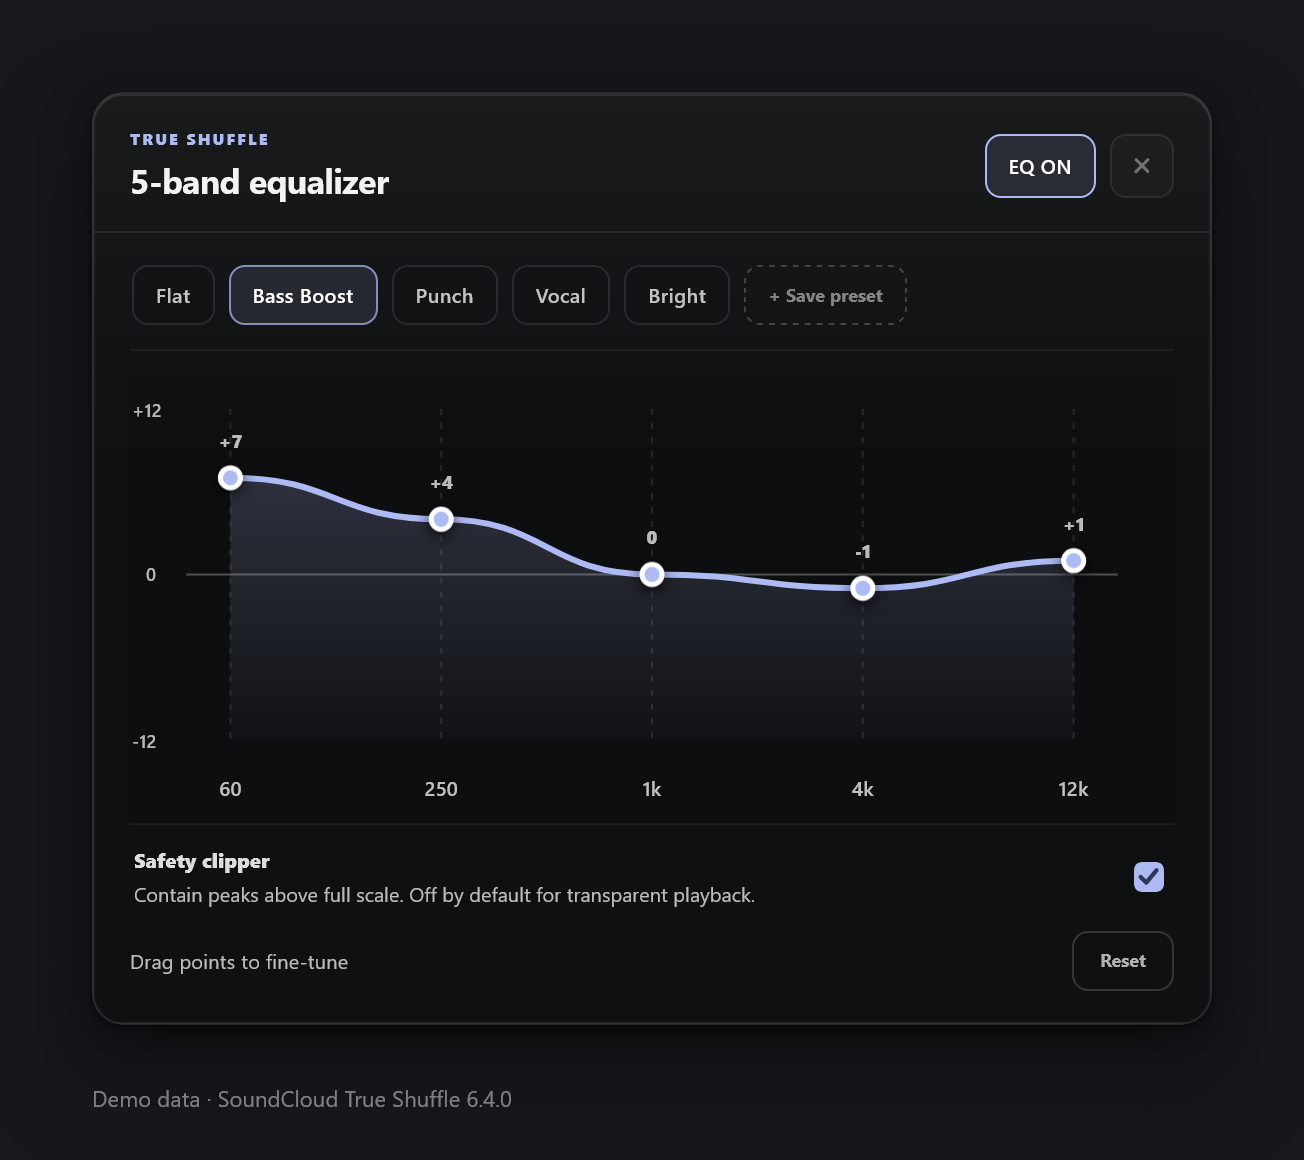 TRUE SHUFFLE
5-band equalizer
EQ ON
×
Flat
Bass Boost
Punch
Vocal
Bright
+ Save preset
+12
+7
+4
0
-1
+1
0
-12
60
250
1k
4k
12k
Safety clipper
Contain peaks above full scale. Off by default for transparent playback.
Drag points to fine-tune
Reset
Demo data · SoundCloud True Shuffle 6.4.0